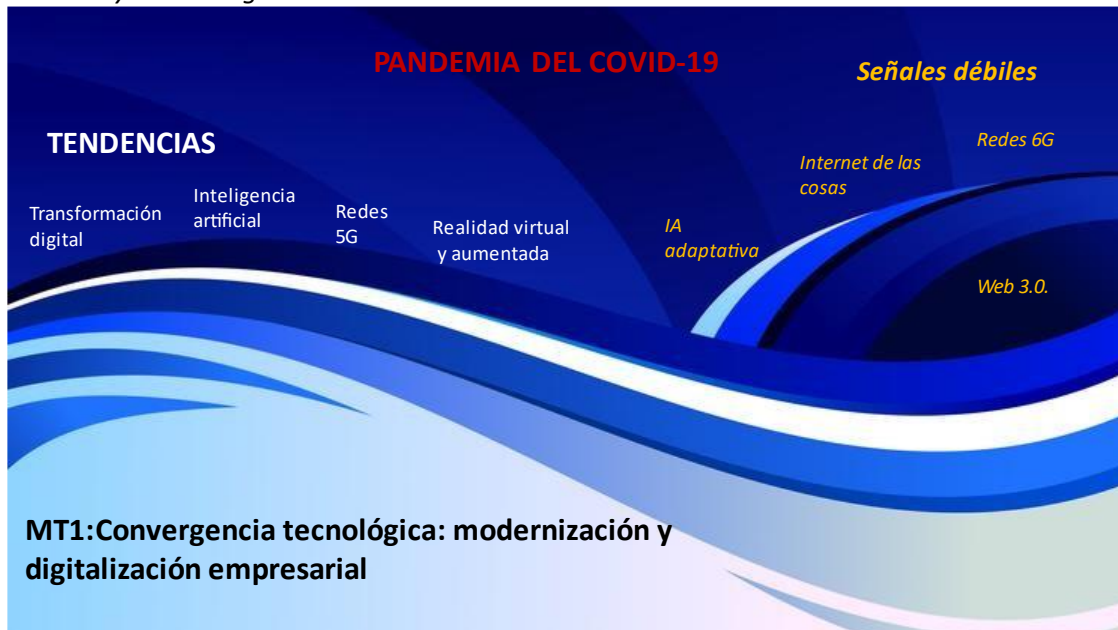 PANDEMIA DEL COVID-19
Señales débiles
TENDENCIAS
Transformación
digital
Inteligencia
artificial
Redes
5G
Realidad virtual
y aumentada
IA
adaptativa
Internet de las
cosas
Redes 6G
Web 3.0.
MT1:Convergencia tecnológica: modernización y
digitalización empresarial